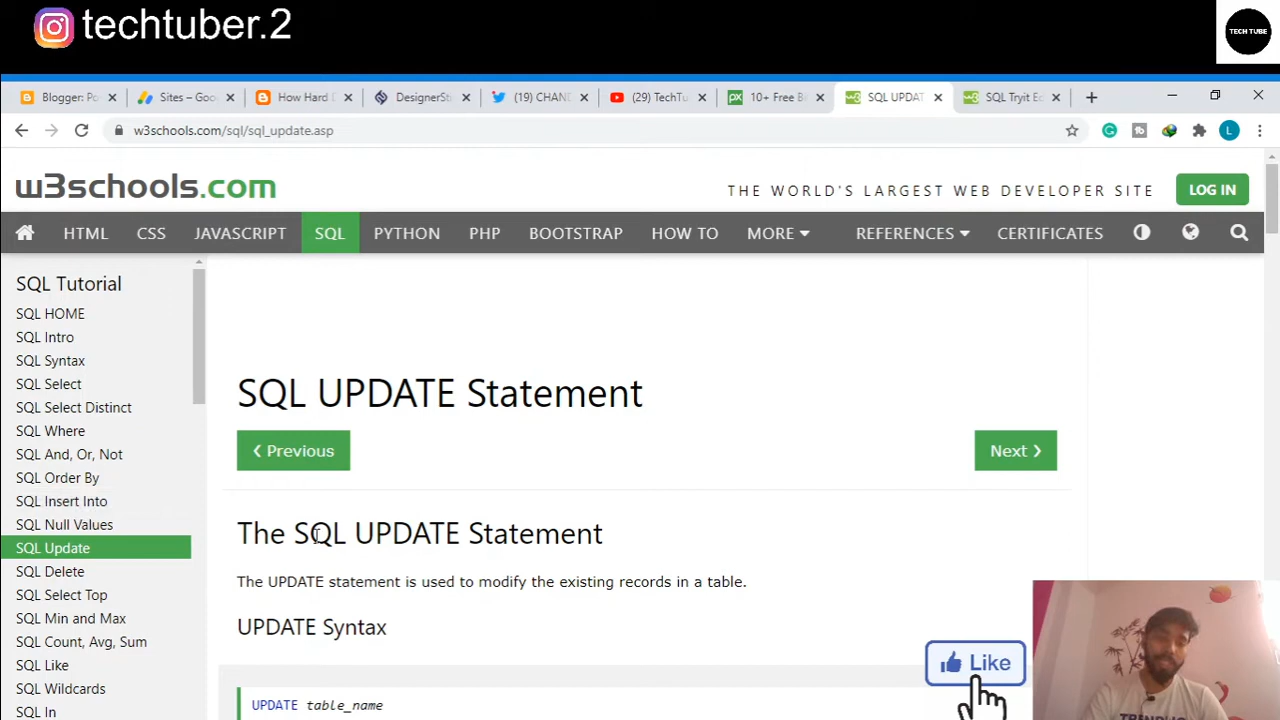 techtuber.2
TECH TUBE
Blogger: Po
Sites – Goo
How Hard
DesignerSt
(19) CHAN
(29) TechTu
10+ Free B
SQL UPDAT
SQL Tryit Ec
w3schools.com/sql/sql_update.asp
L
w3schools.com
THE WORLD'S LARGEST WEB DEVELOPER SITE
LOG IN
HTML CSS JAVASCRIPT SQL PYTHON PHP BOOTSTRAP HOW TO MORE REFERENCES CERTIFICATES
SQL Tutorial
SQL HOME
SQL Intro
SQL Syntax
SQL Select
SQL Select Distinct
SQL Where
SQL And, Or, Not
SQL Order By
SQL Insert Into
SQL Null Values
SQL Update
SQL Delete
SQL Select Top
SQL Min and Max
SQL Count, Avg, Sum
SQL Like
SQL Wildcards
SQL In
SQL UPDATE Statement
❮ Previous
Next ❯
The SQL UPDATE Statement
The UPDATE statement is used to modify the existing records in a table.
UPDATE Syntax
UPDATE table_name
Like